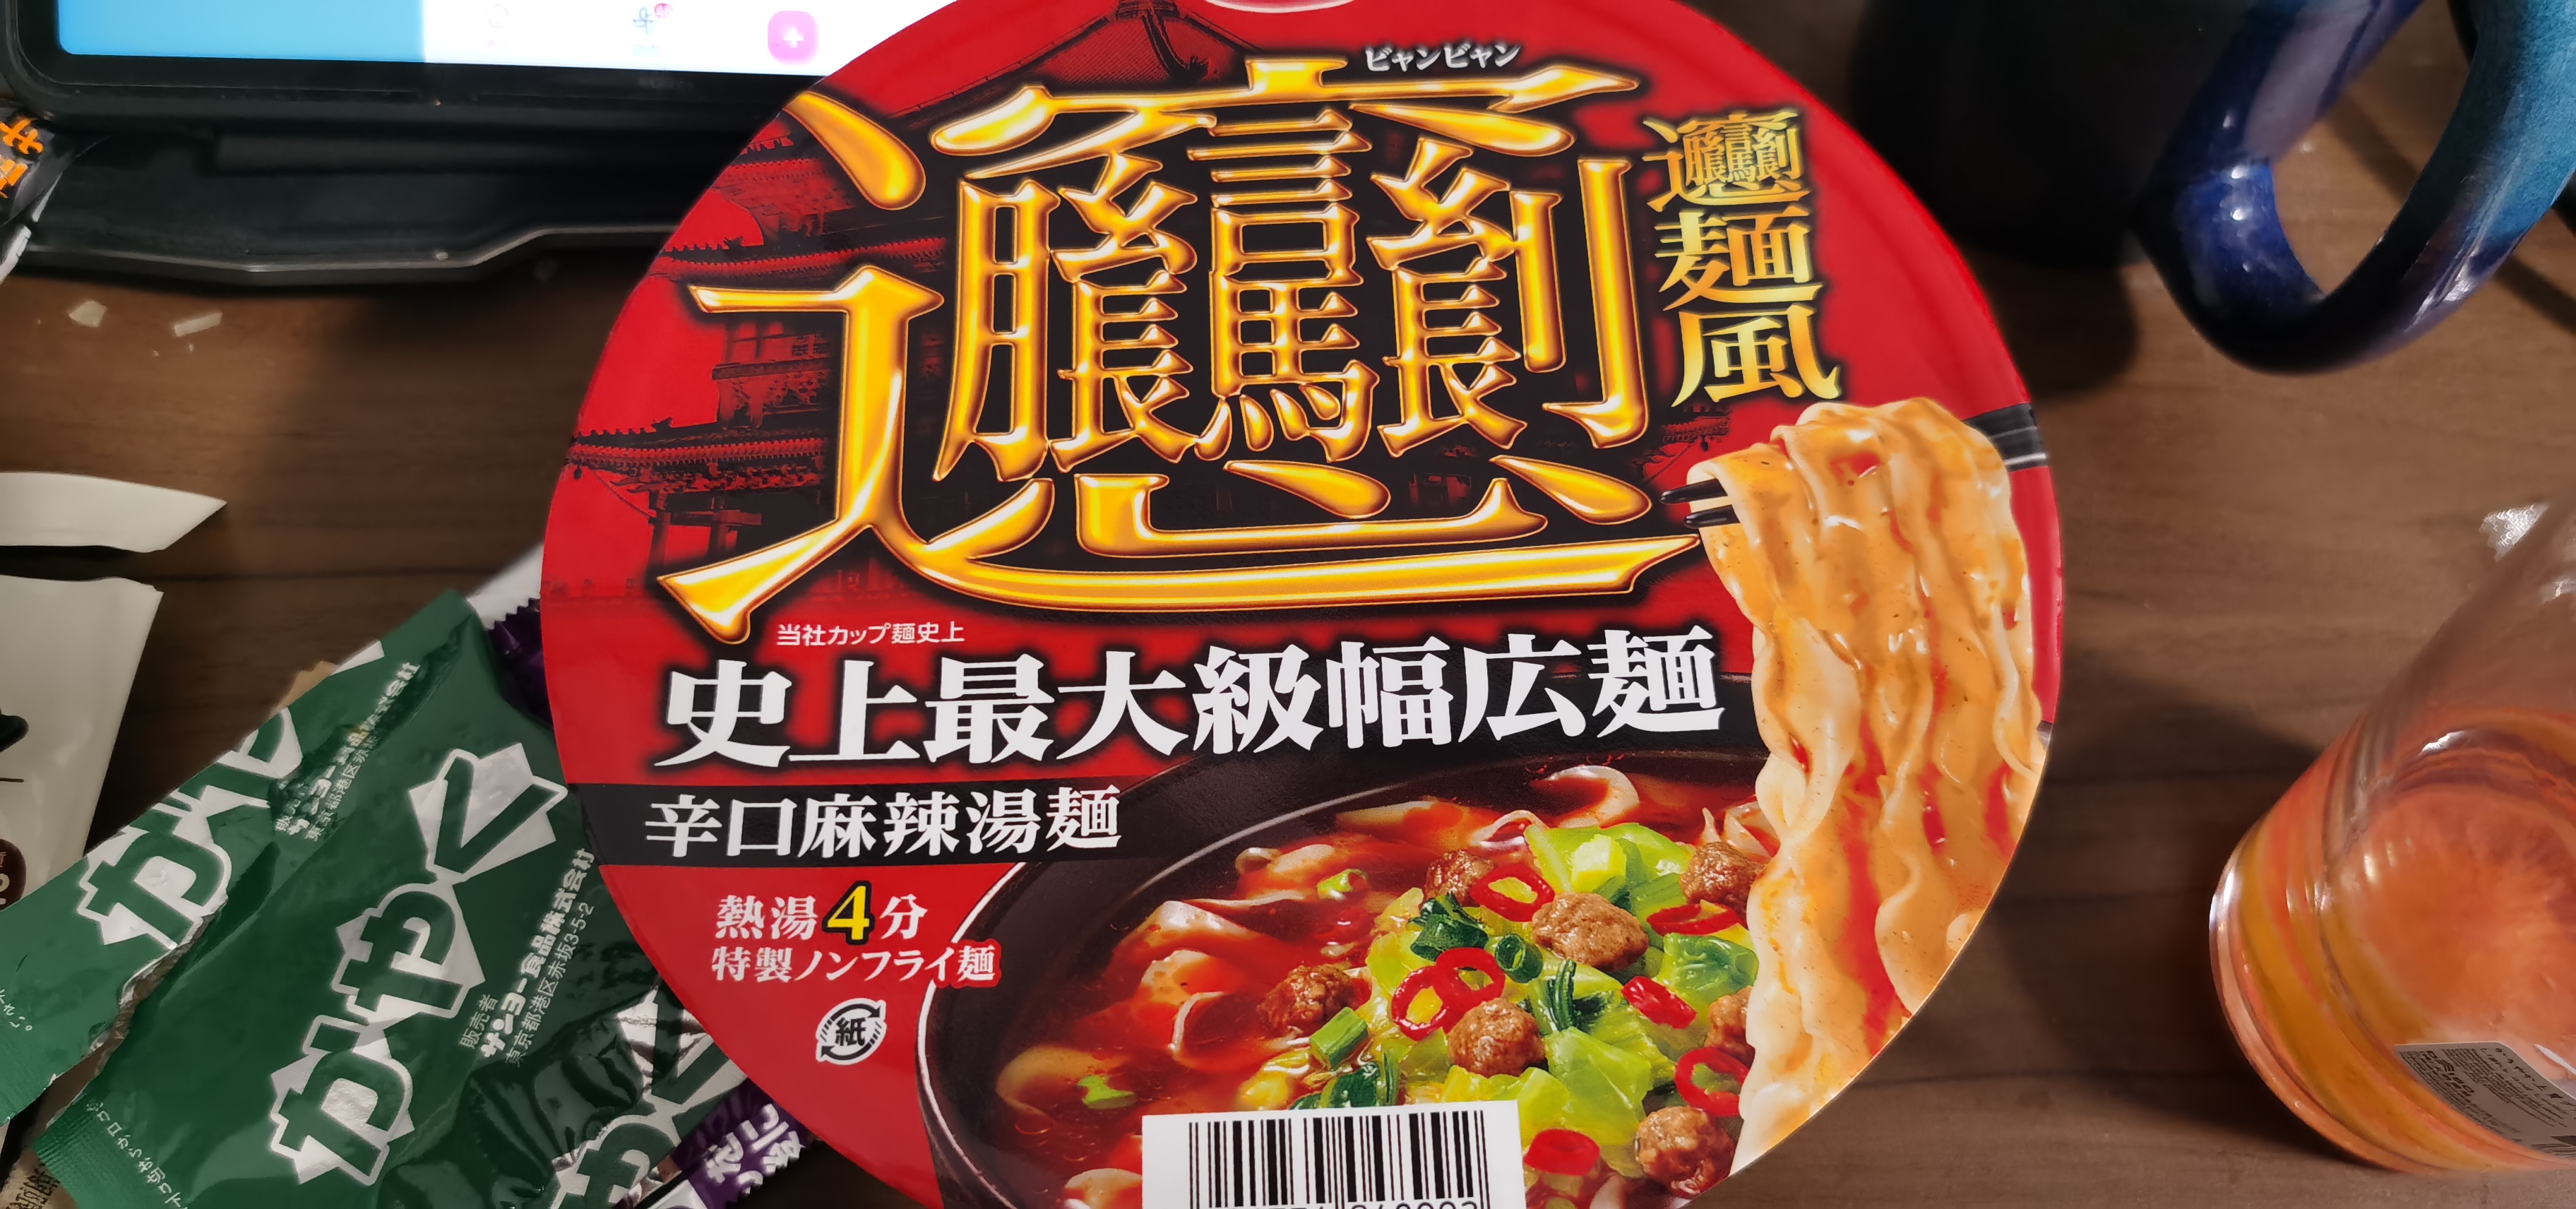 ビャンビャン
𰻞
𰻞麺風
当社カップ麺史上
史上最大級幅広麺
辛口麻辣湯麺
熱湯4分
特製ノンフライ麺
紙
かやく
販売者
サンヨー食品株式会社
東京都港区赤坂3-5-2
かやく